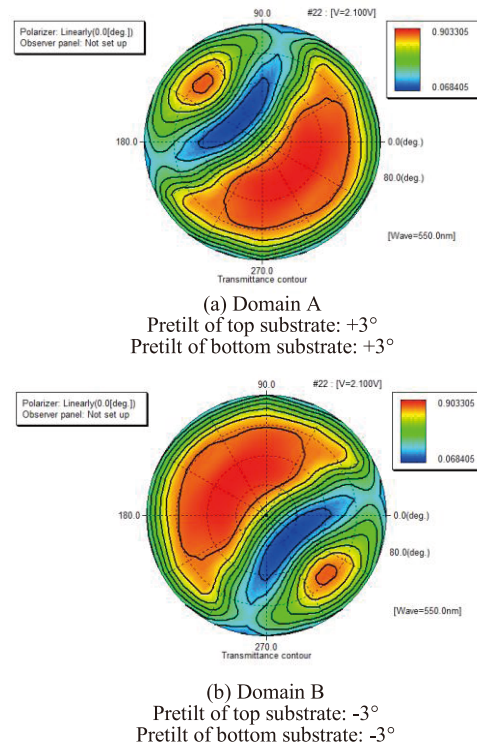 Polarizer: Linearly(0.0[deg.])
Observer panel: Not set up
90.0
#22 : [V=2.100V]
0.903305
0.068405
180.0
0.0(deg.)
80.0(deg.)
[Wave=550.0nm]
270.0
Transmittance contour
(a) Domain A
Pretilt of top substrate: +3°
Pretilt of bottom substrate: +3°
Polarizer: Linearly(0.0[deg.])
Observer panel: Not set up
90.0
#22 : [V=2.100V]
0.903305
0.068405
180.0
0.0(deg.)
80.0(deg.)
[Wave=550.0nm]
270.0
Transmittance contour
(b) Domain B
Pretilt of top substrate: -3°
Pretilt of bottom substrate: -3°